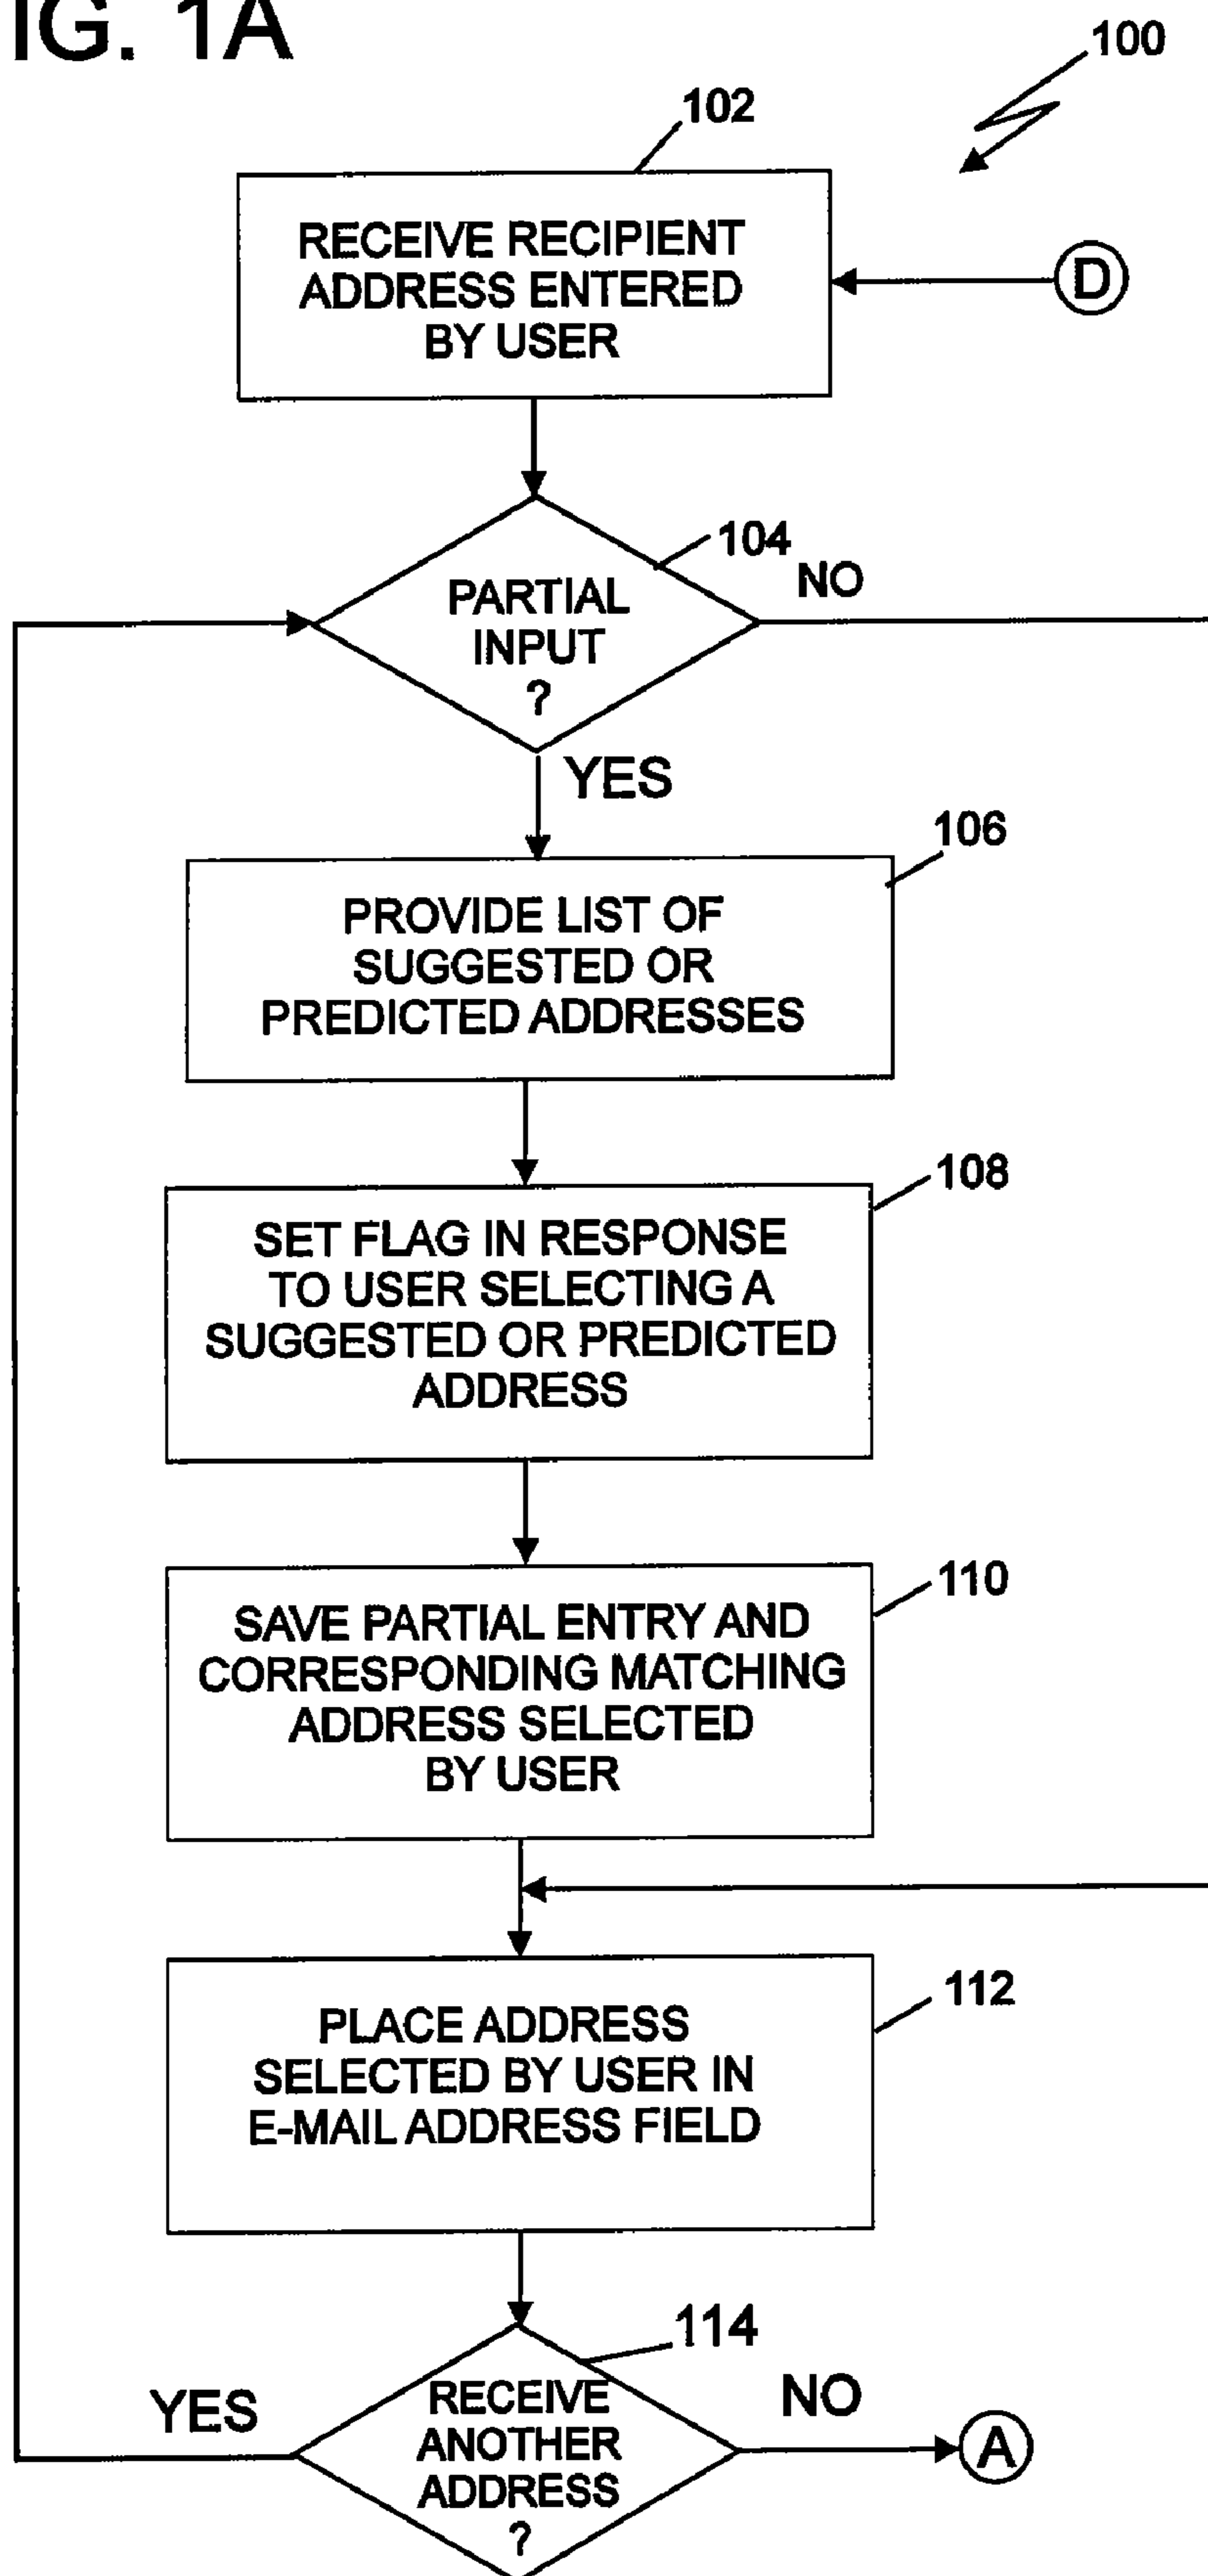 IG. 1A
100
102
RECEIVE RECIPIENT
ADDRESS ENTERED
BY USER
D
104
NO
PARTIAL
INPUT
?
YES
106
PROVIDE LIST OF
SUGGESTED OR
PREDICTED ADDRESSES
108
SET FLAG IN RESPONSE
TO USER SELECTING A
SUGGESTED OR PREDICTED
ADDRESS
110
SAVE PARTIAL ENTRY AND
CORRESPONDING MATCHING
ADDRESS SELECTED
BY USER
112
PLACE ADDRESS
SELECTED BY USER IN
E-MAIL ADDRESS FIELD
114
YES
RECEIVE
ANOTHER
ADDRESS
?
NO
A